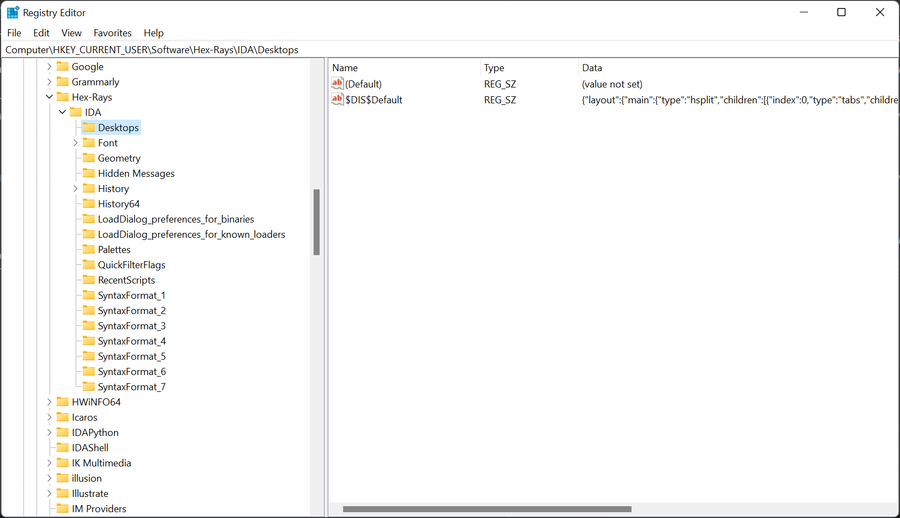 Registry Editor
File Edit View Favorites Help
Computer\HKEY_CURRENT_USER\Software\Hex-Rays\IDA\Desktops
Google
Grammarly
Hex-Rays
IDA
Desktops
Font
Geometry
Hidden Messages
History
History64
LoadDialog_preferences_for_binaries
LoadDialog_preferences_for_known_loaders
Palettes
QuickFilterFlags
RecentScripts
SyntaxFormat_1
SyntaxFormat_2
SyntaxFormat_3
SyntaxFormat_4
SyntaxFormat_5
SyntaxFormat_6
SyntaxFormat_7
HWiNFO64
Icaros
IDAPython
IDAShell
IK Multimedia
illusion
Illustrate
IM Providers
Name Type Data
ab (Default) REG_SZ (value not set)
ab $DIS$Default REG_SZ {"layout":{"main":{"type":"hsplit","children":[{"index":0,"type":"tabs","childre